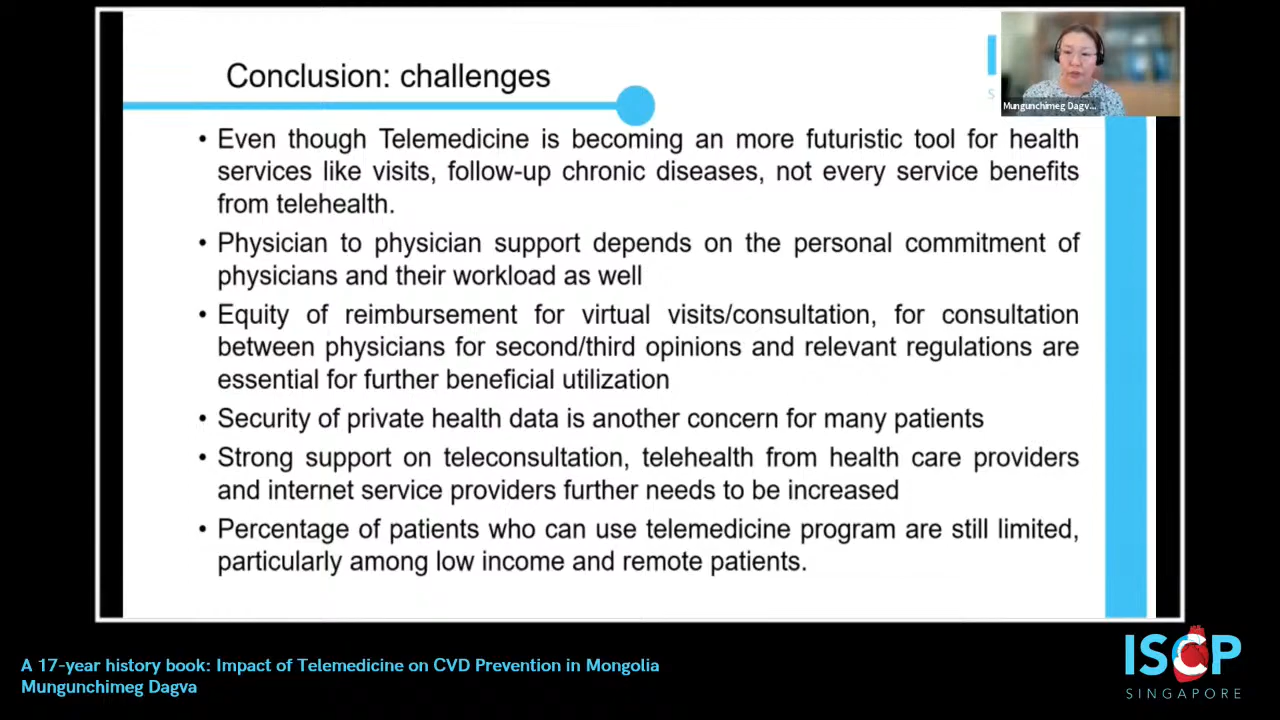 Conclusion: challenges
Mungunchimeg Dagv...
• Even though Telemedicine is becoming an more futuristic tool for health
services like visits, follow-up chronic diseases, not every service benefits
from telehealth.
• Physician to physician support depends on the personal commitment of
physicians and their workload as well
• Equity of reimbursement for virtual visits/consultation, for consultation
between physicians for second/third opinions and relevant regulations are
essential for further beneficial utilization
• Security of private health data is another concern for many patients
• Strong support on teleconsultation, telehealth from health care providers
and internet service providers further needs to be increased
• Percentage of patients who can use telemedicine program are still limited,
particularly among low income and remote patients.
A 17-year history book: Impact of Telemedicine on CVD Prevention in Mongolia
Mungunchimeg Dagva
ISCP
SINGAPORE